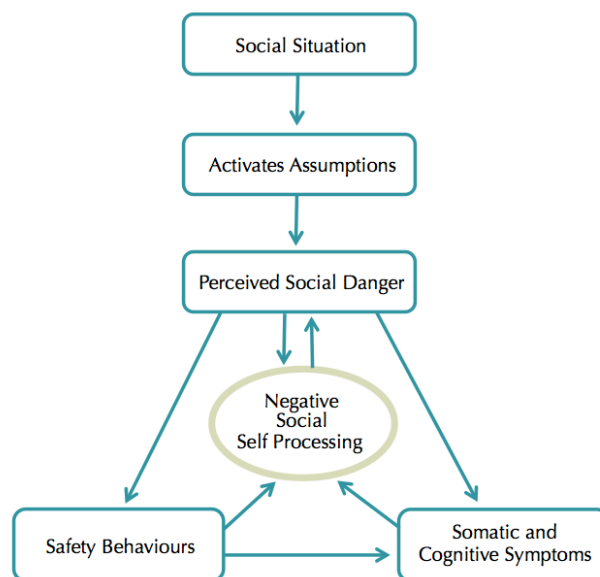 Social Situation
Activates Assumptions
Perceived Social Danger
Negative
Social
Self Processing
Safety Behaviours
Somatic and
Cognitive Symptoms